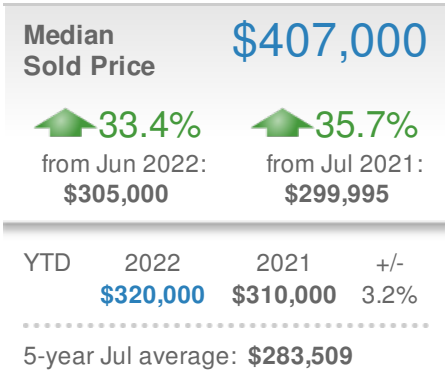 Median
Sold Price
$407,000
33.4% 35.7%
from Jun 2022: from Jul 2021:
$305,000 $299,995
YTD 2022 2021 +/-
$320,000 $310,000 3.2%
5-year Jul average: $283,509